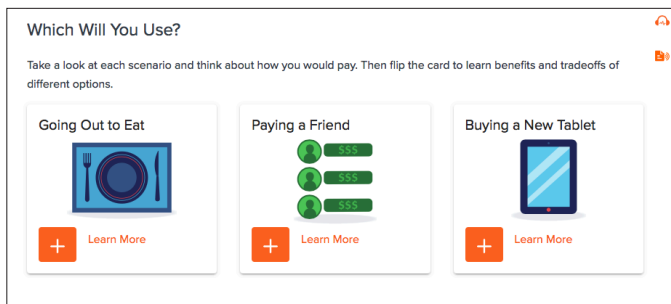 Which Will You Use?
Take a look at each scenario and think about how you would pay. Then flip the card to learn benefits and tradeoffs of
different options.
Going Out to Eat
Paying a Friend
Buying a New Tablet
$$$
$$$
$$$
+ Learn More
+ Learn More
+ Learn More